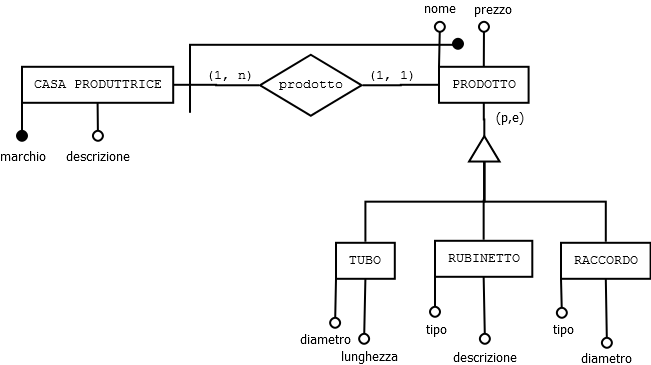 nome prezzo
CASA PRODUTTRICE (1, n) prodotto (1, 1) PRODOTTO
(p,e)
marchio descrizione
TUBO RUBINETTO RACCORDO
diametro tipo tipo
lunghezza descrizione diametro